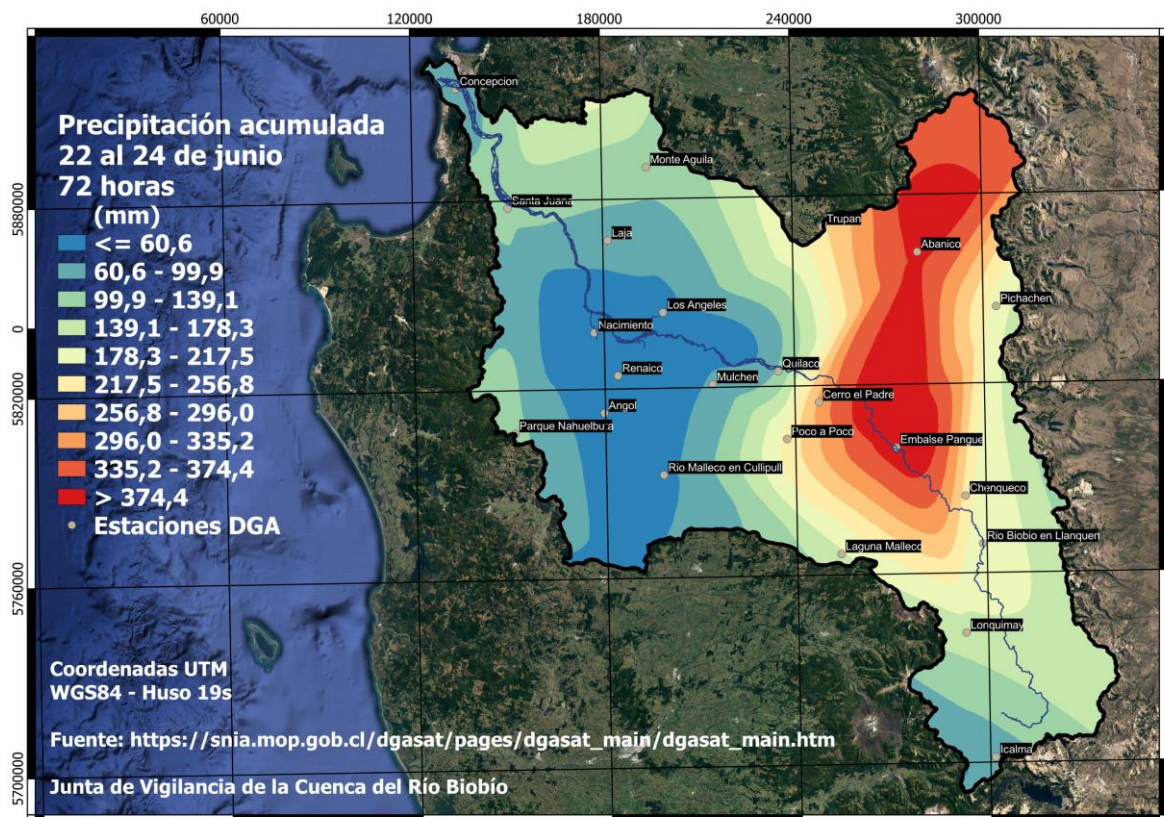 60000
120000
180000
240000
300000
Concepcion
Precipitación acumulada
22 al 24 de junio
72 horas
(mm)
<= 60,6
60,6 - 99,9
99,9 - 139,1
139,1 - 178,3
178,3 - 217,5
217,5 - 256,8
256,8 - 296,0
296,0 - 335,2
335,2 - 374,4
> 374,4
Estaciones DGA
Monte Aguila
Santa Juana
Trupan
Laja
Abanico
Los Angeles
Pichachen
Nacimiento
Quilaco
Renaico
Mulchen
Cerro el Padre
Angol
Parque Nahuelbuta
Poco a Poco
Embalse Pangue
Rio Malleco en Cullipull
Chenqueco
Rio Biobio en Llanquen
Laguna Malleco
Lonquimay
Icalma
5880000
0
5820000
5760000
5700000
Coordenadas UTM
WGS84 - Huso 19s
Fuente: https://snia.mop.gob.cl/dgasat/pages/dgasat_main/dgasat_main.htm
Junta de Vigilancia de la Cuenca del Río Biobío